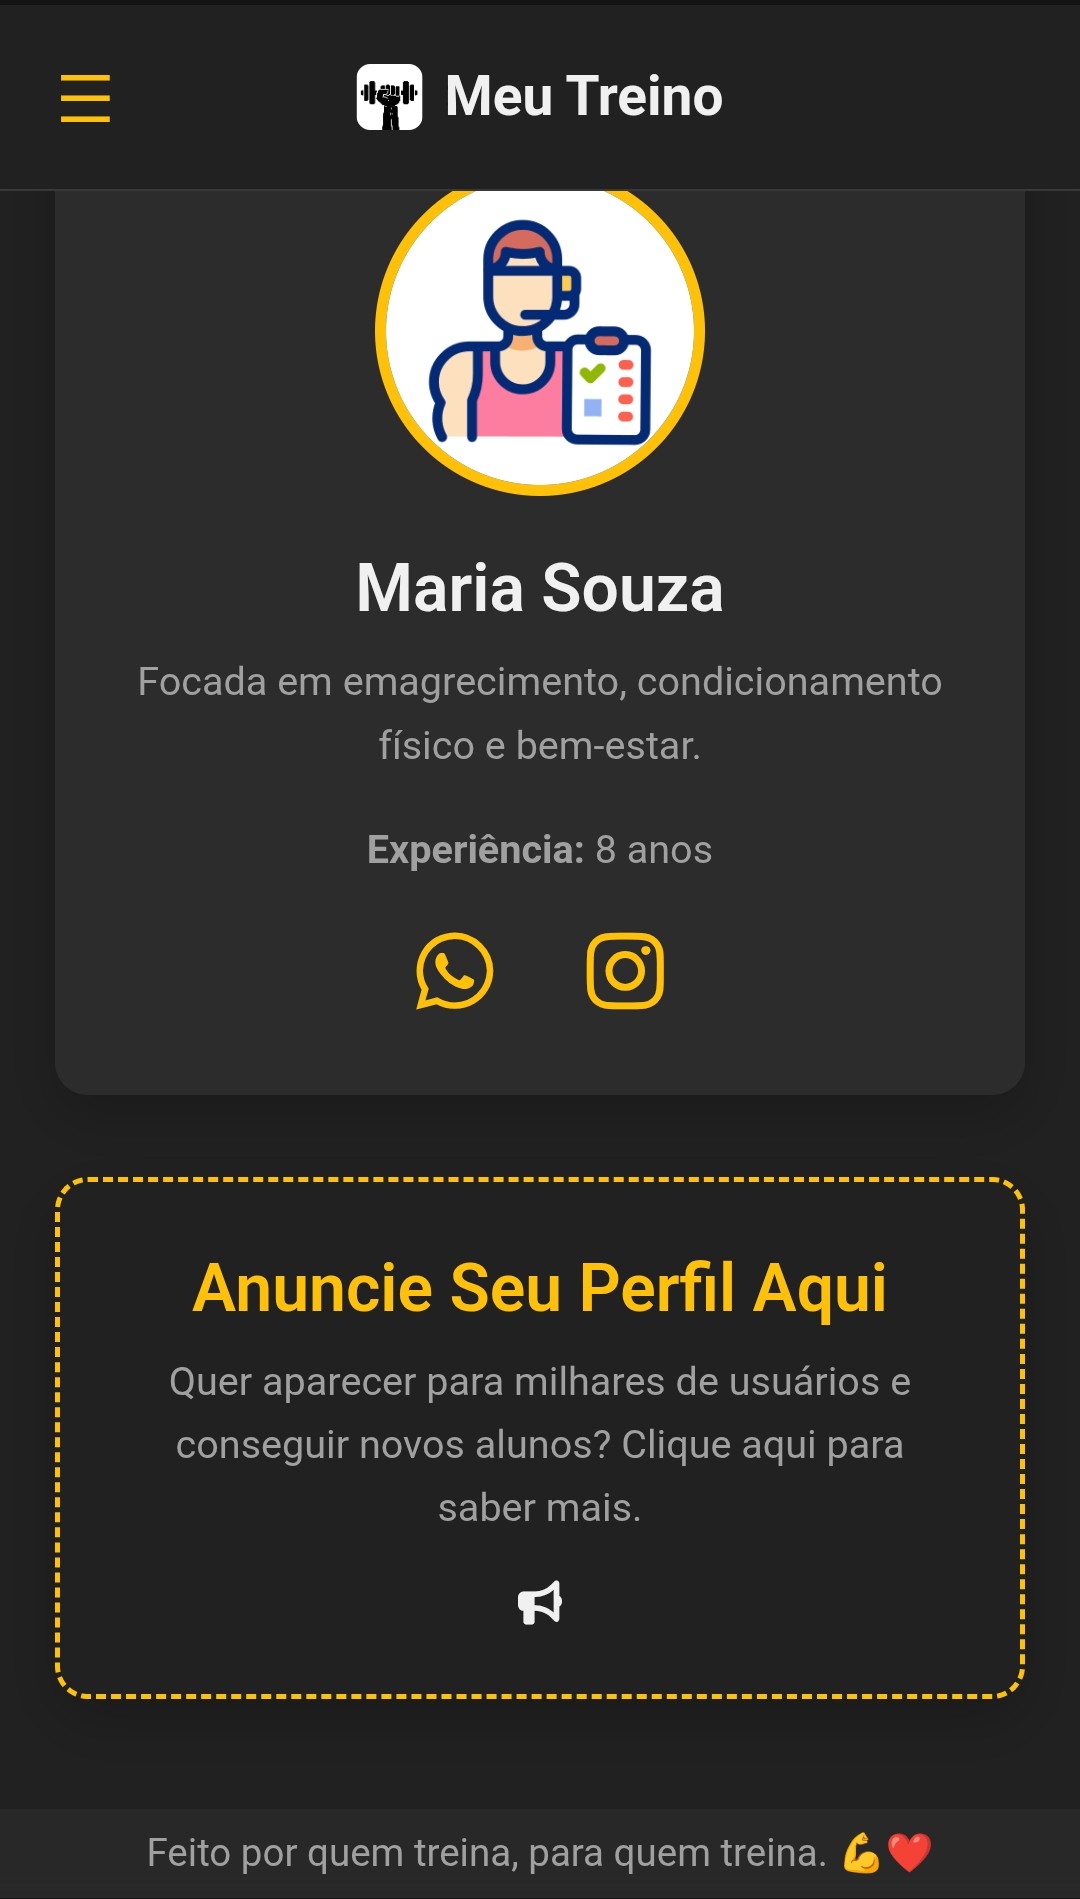 Meu Treino
Maria Souza
Focada em emagrecimento, condicionamento
físico e bem-estar.
Experiência: 8 anos
Anuncie Seu Perfil Aqui
Quer aparecer para milhares de usuários e
conseguir novos alunos? Clique aqui para
saber mais.
Feito por quem treina, para quem treina. 💪❤️